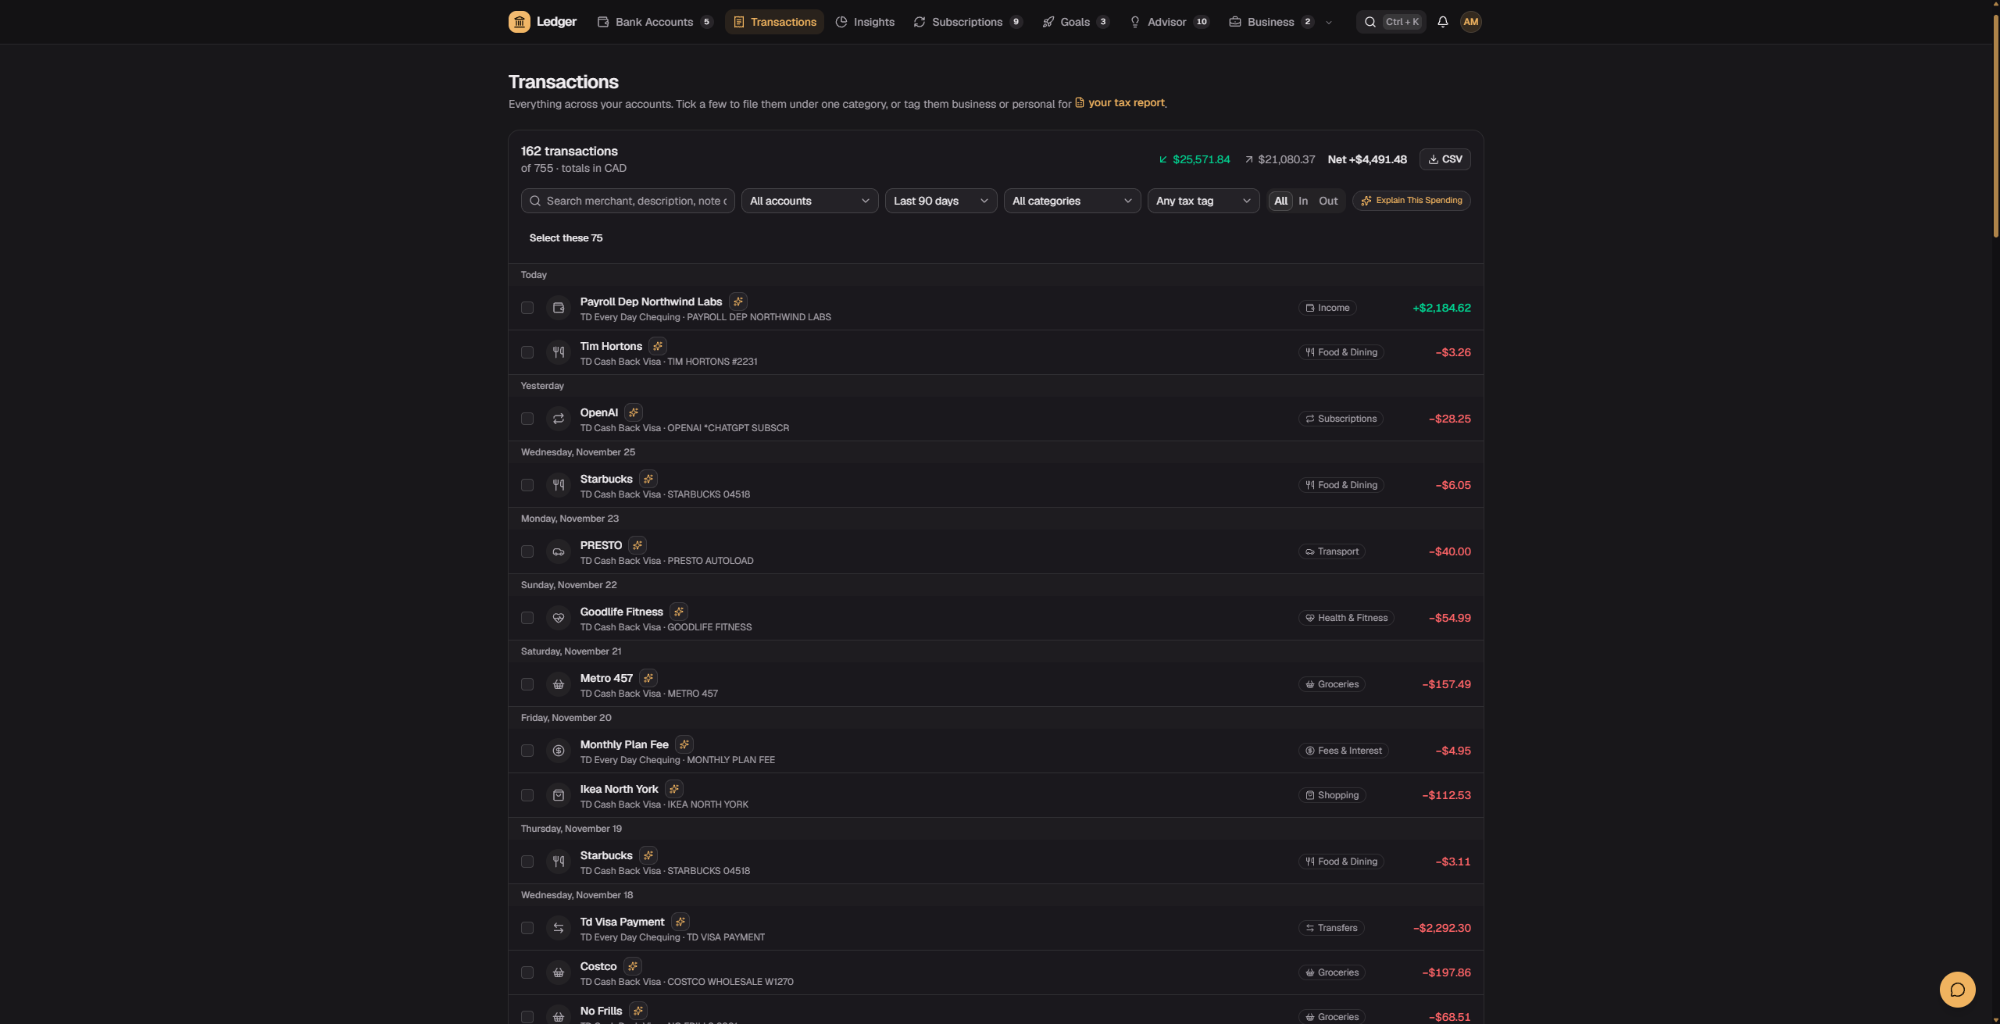 Ledger
Bank Accounts 5
Transactions
Insights
Subscriptions 9
Goals 3
Advisor 10
Business 2
Ctrl + K
AM
Transactions
Everything across your accounts. Tick a few to file them under one category, or tag them business or personal for your tax report.
162 transactions
of 755 · totals in CAD
$25,571.84
$21,080.37
Net +$4,491.48
CSV
Search merchant, description, note
All accounts
Last 90 days
All categories
Any tax tag
All
In
Out
Explain This Spending
Select these 75
Today
Payroll Dep Northwind Labs
TD Every Day Chequing · PAYROLL DEP NORTHWIND LABS
Income
+$2,184.62
Tim Hortons
TD Cash Back Visa · TIM HORTONS #2231
Food & Dining
−$3.26
Yesterday
OpenAI
TD Cash Back Visa · OPENAI *CHATGPT SUBSCR
Subscriptions
−$28.25
Wednesday, November 25
Starbucks
TD Cash Back Visa · STARBUCKS 04518
Food & Dining
−$6.05
Monday, November 23
PRESTO
TD Cash Back Visa · PRESTO AUTOLOAD
Transport
−$40.00
Sunday, November 22
Goodlife Fitness
TD Cash Back Visa · GOODLIFE FITNESS
Health & Fitness
−$54.99
Saturday, November 21
Metro 457
TD Cash Back Visa · METRO 457
Groceries
−$157.49
Friday, November 20
Monthly Plan Fee
TD Every Day Chequing · MONTHLY PLAN FEE
Fees & Interest
−$4.95
Ikea North York
TD Cash Back Visa · IKEA NORTH YORK
Shopping
−$112.53
Thursday, November 19
Starbucks
TD Cash Back Visa · STARBUCKS 04518
Food & Dining
−$3.11
Wednesday, November 18
Td Visa Payment
TD Every Day Chequing · TD VISA PAYMENT
Transfers
−$2,292.30
Costco
TD Cash Back Visa · COSTCO WHOLESALE W1270
Groceries
−$197.86
No Frills
Groceries
−$68.51